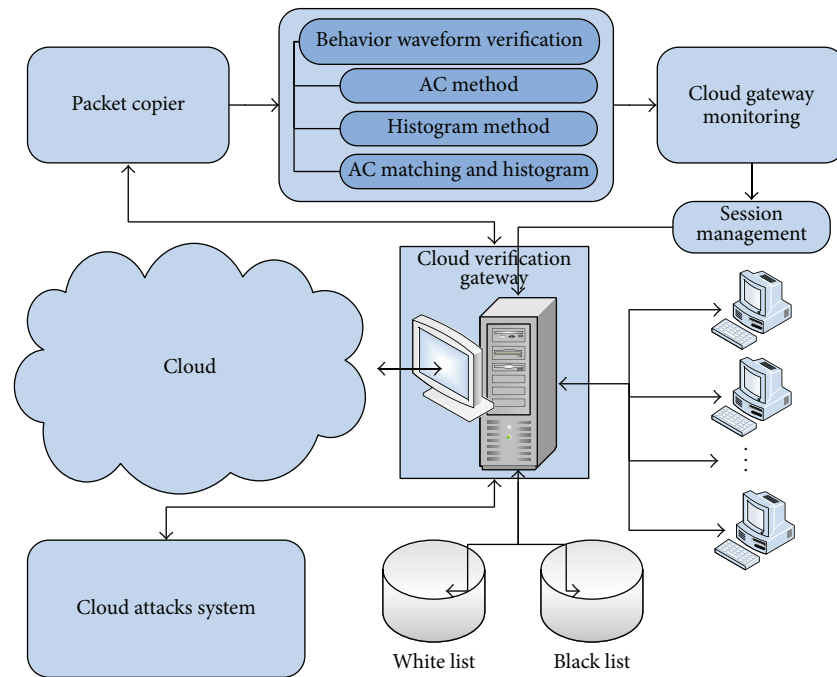 Packet copier
Behavior waveform verification
AC method
Histogram method
AC matching and histogram
Cloud gateway
monitoring
Session
management
Cloud verification
gateway
Cloud
Cloud attacks system
White list
Black list